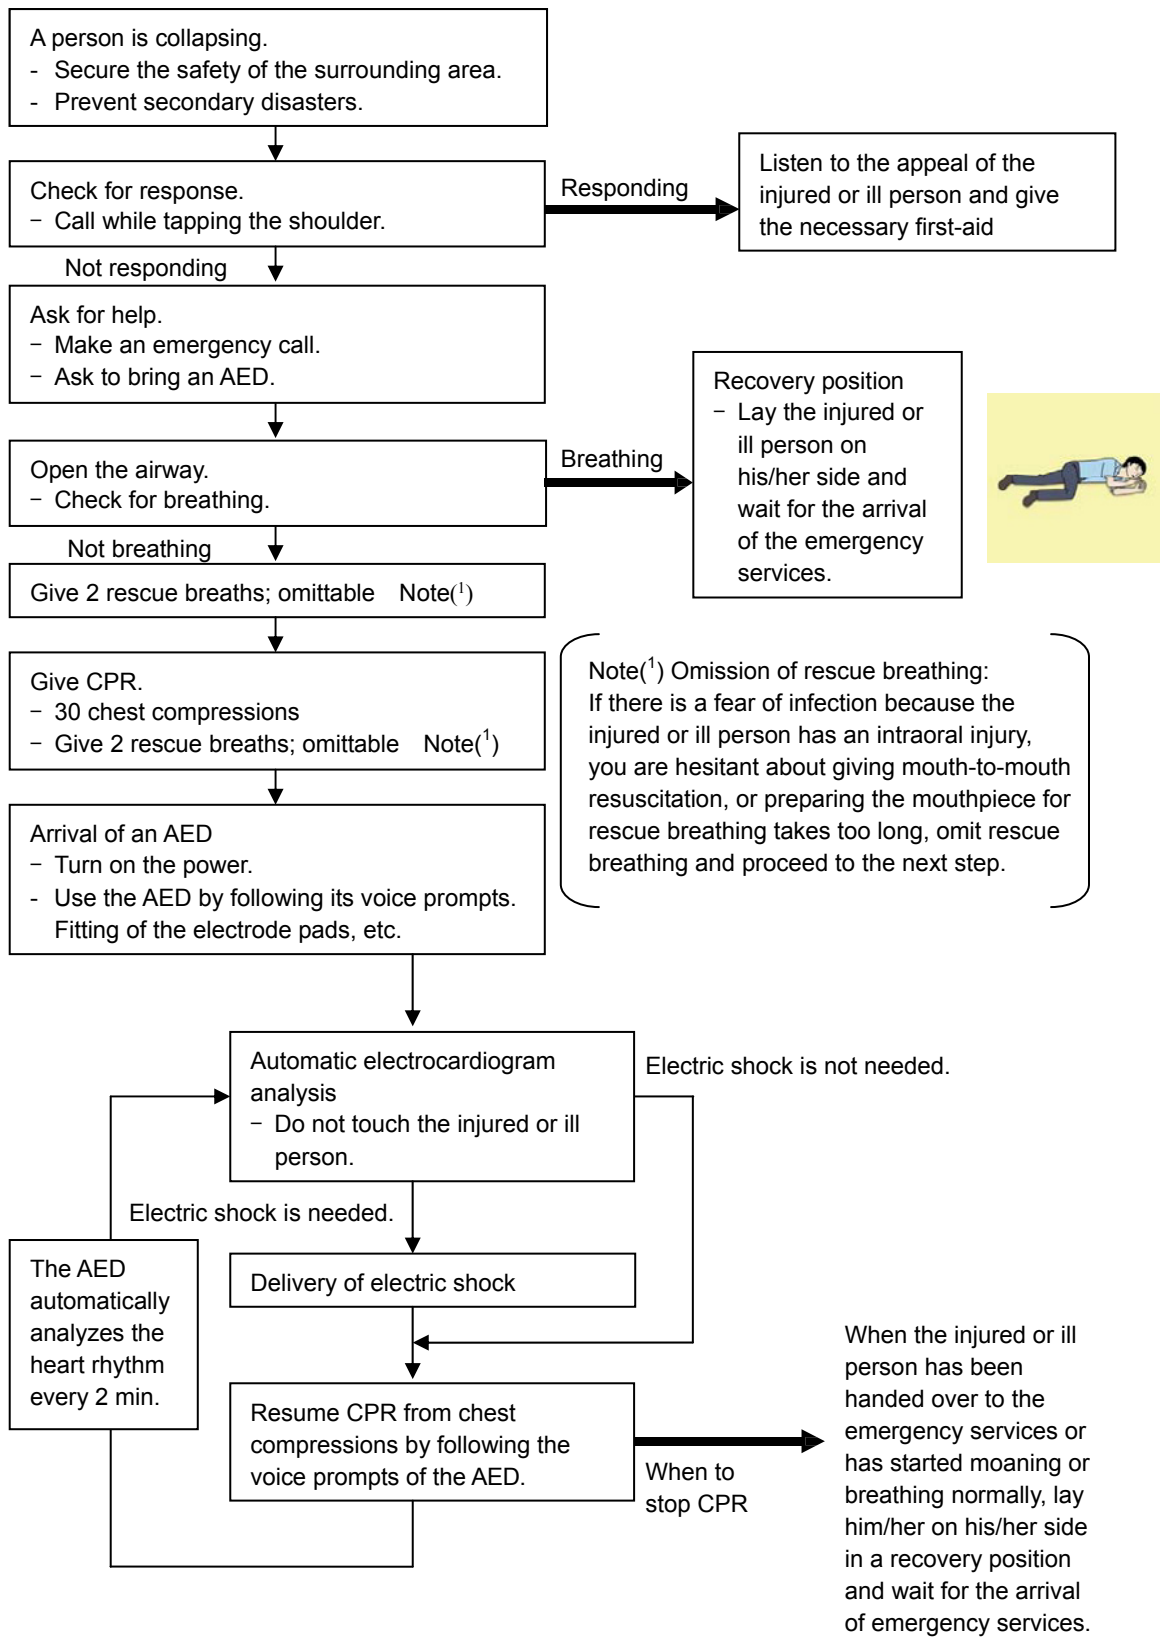 A person is collapsing.
- Secure the safety of the surrounding area.
- Prevent secondary disasters.
Check for response.
− Call while tapping the shoulder.
Responding
Listen to the appeal of the
injured or ill person and give
the necessary first-aid
Not responding
Ask for help.
− Make an emergency call.
− Ask to bring an AED.
Open the airway.
− Check for breathing.
Breathing
Recovery position
− Lay the injured or
ill person on
his/her side and
wait for the arrival
of the emergency
services.
Not breathing
Give 2 rescue breaths; omittable Note(¹)
Give CPR.
− 30 chest compressions
− Give 2 rescue breaths; omittable Note(¹)
Note(¹) Omission of rescue breathing:
If there is a fear of infection because the
injured or ill person has an intraoral injury,
you are hesitant about giving mouth-to-mouth
resuscitation, or preparing the mouthpiece for
rescue breathing takes too long, omit rescue
breathing and proceed to the next step.
Arrival of an AED
− Turn on the power.
- Use the AED by following its voice prompts.
Fitting of the electrode pads, etc.
Automatic electrocardiogram
analysis
− Do not touch the injured or ill
person.
Electric shock is not needed.
Electric shock is needed.
Delivery of electric shock
The AED
automatically
analyzes the
heart rhythm
every 2 min.
Resume CPR from chest
compressions by following the
voice prompts of the AED.
When to
stop CPR
When the injured or ill
person has been
handed over to the
emergency services or
has started moaning or
breathing normally, lay
him/her on his/her side
in a recovery position
and wait for the arrival
of emergency services.